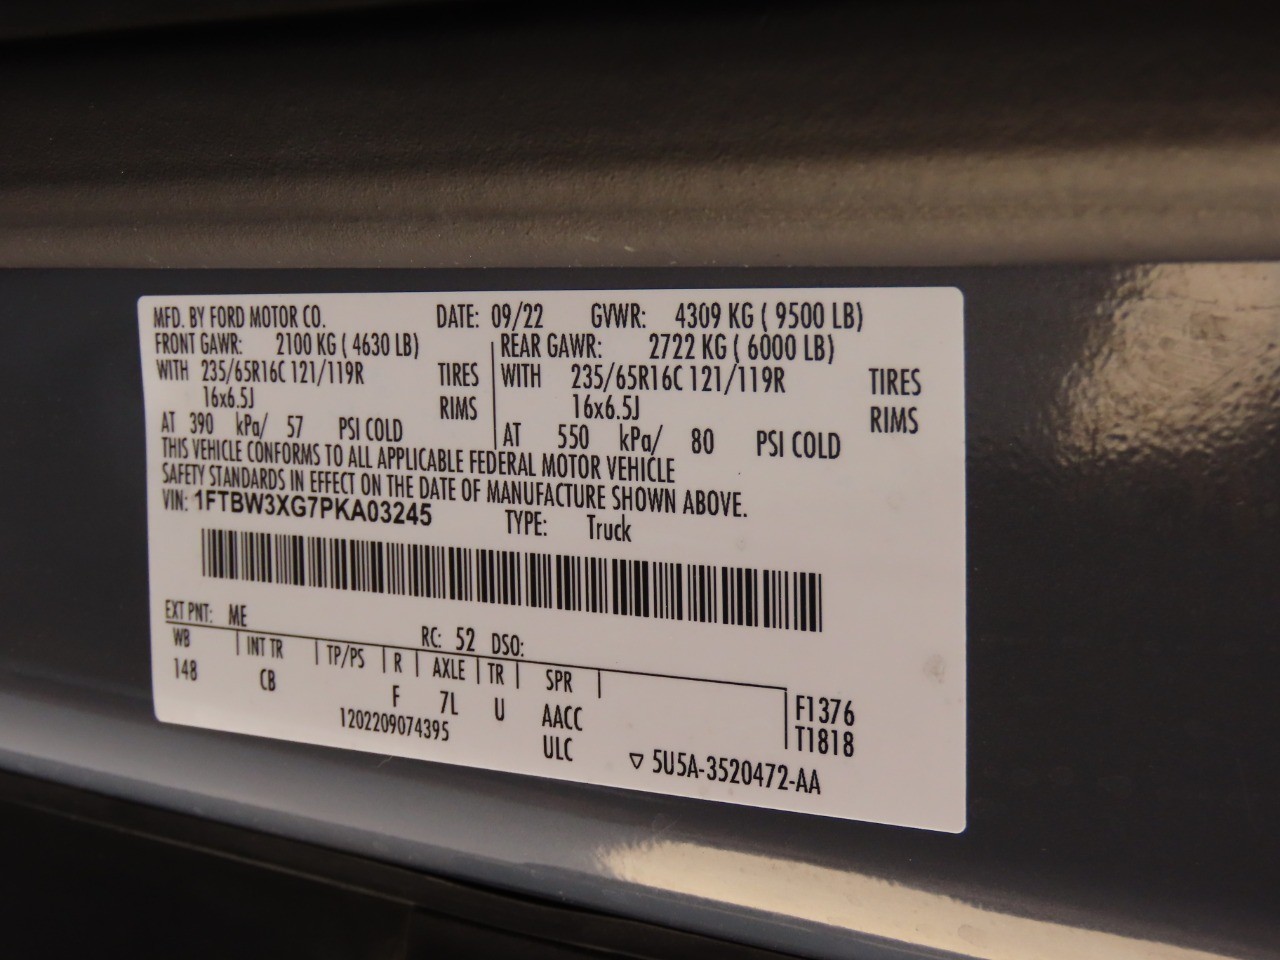 MFD. BY FORD MOTOR CO. DATE: 09/22 GVWR: 4309 KG ( 9500 LB)
FRONT GAWR: 2100 KG ( 4630 LB) REAR GAWR: 2722 KG ( 6000 LB)
WITH 235/65R16C 121/119R TIRES WITH 235/65R16C 121/119R TIRES
16x6.5J RIMS 16x6.5J RIMS
AT 390 kPa/ 57 PSI COLD AT 550 kPa/ 80 PSI COLD
THIS VEHICLE CONFORMS TO ALL APPLICABLE FEDERAL MOTOR VEHICLE
SAFETY STANDARDS IN EFFECT ON THE DATE OF MANUFACTURE SHOWN ABOVE.
VIN: 1FTBW3XG7PKA03245 TYPE: Truck
EXT PNT: ME RC: 52 DSO:
WB INT TR TP/PS R AXLE TR SPR
148 CB F 7L U AACC F1376
1202209074395 ULC T1818
▽ 5U5A-3520472-AA